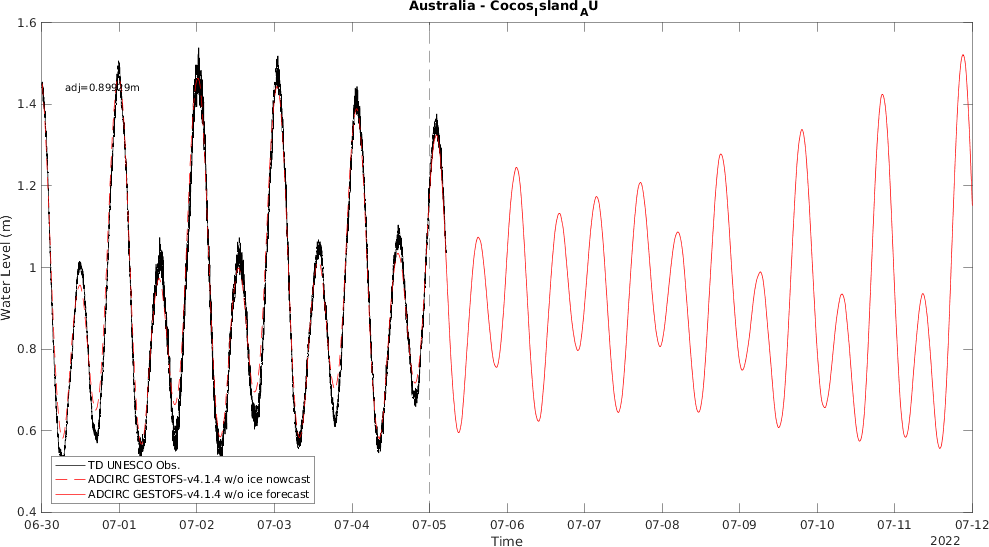 Australia - Cocos_Island_AU
1.6
adj=0.89929m
1.4
1.2
Water Level (m)
1
0.8
0.6
TD UNESCO Obs.
ADCIRC GESTOFS-v4.1.4 w/o ice nowcast
ADCIRC GESTOFS-v4.1.4 w/o ice forecast
0.4
06-30 07-01 07-02 07-03 07-04 07-05 07-06 07-07 07-08 07-09 07-10 07-11 07-12
Time
2022